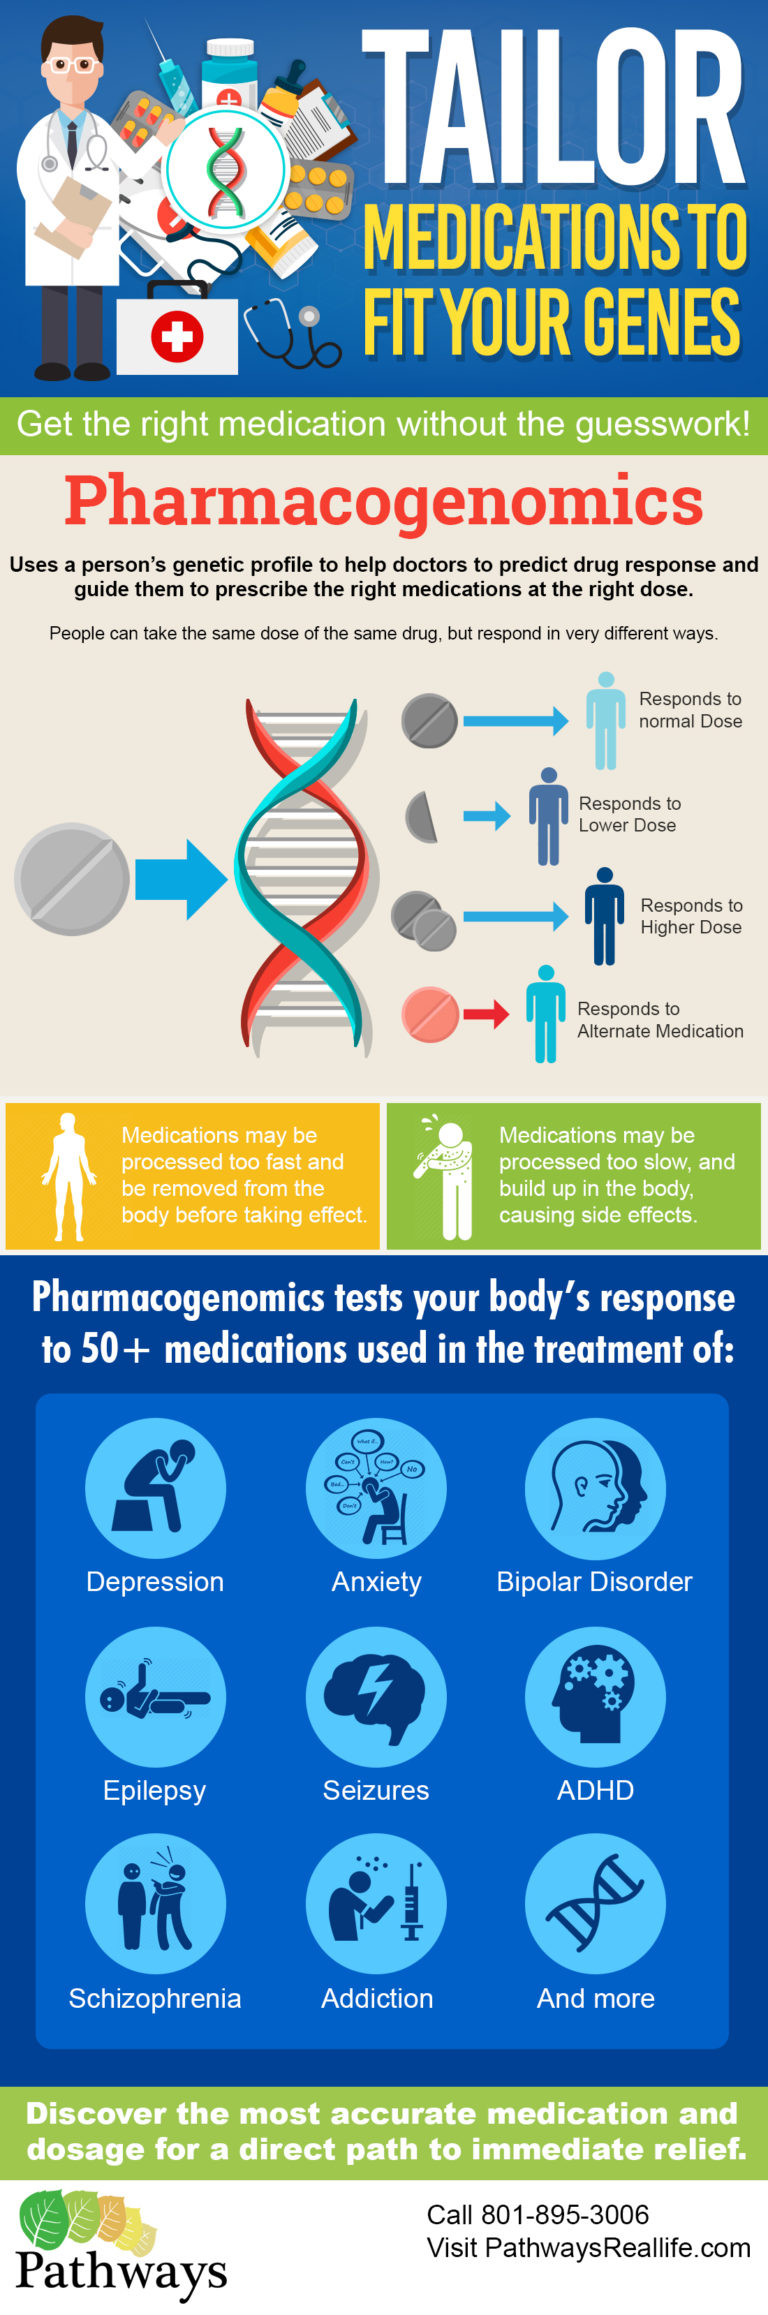 TAILOR
MEDICATIONS TO
FIT YOUR GENES
Get the right medication without the guesswork!
Pharmacogenomics
Uses a person's genetic profile to help doctors to predict drug response and
guide them to prescribe the right medications at the right dose.
People can take the same dose of the same drug, but respond in very different ways.
Responds to
normal Dose
Responds to
Lower Dose
Responds to
Higher Dose
Responds to
Alternate Medication
Medications may be
processed too fast and
be removed from the
body before taking effect.
Medications may be
processed too slow, and
build up in the body,
causing side effects.
Pharmacogenomics tests your body's response
to 50+ medications used in the treatment of:
What if...
Can't
How?
No
Bad...
Don't
Depression
Anxiety
Bipolar Disorder
Epilepsy
Seizures
ADHD
Schizophrenia
Addiction
And more
Discover the most accurate medication and
dosage for a direct path to immediate relief.
Pathways
Call 801-895-3006
Visit PathwaysReallife.com